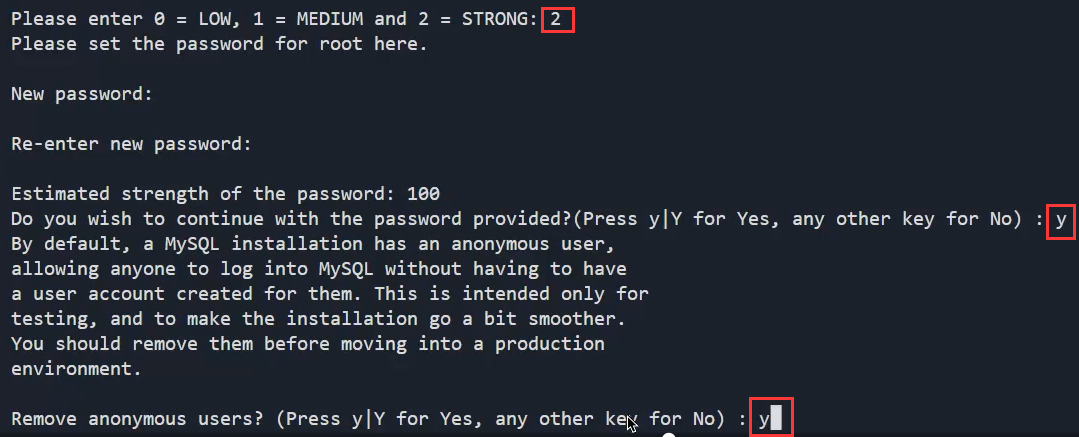 Please enter 0 = LOW, 1 = MEDIUM and 2 = STRONG: 2
Please set the password for root here.
New password:
Re-enter new password:
Estimated strength of the password: 100
Do you wish to continue with the password provided?(Press y|Y for Yes, any other key for No) : y
By default, a MySQL installation has an anonymous user,
allowing anyone to log into MySQL without having to have
a user account created for them. This is intended only for
testing, and to make the installation go a bit smoother.
You should remove them before moving into a production
environment.
Remove anonymous users? (Press y|Y for Yes, any other key for No) : y